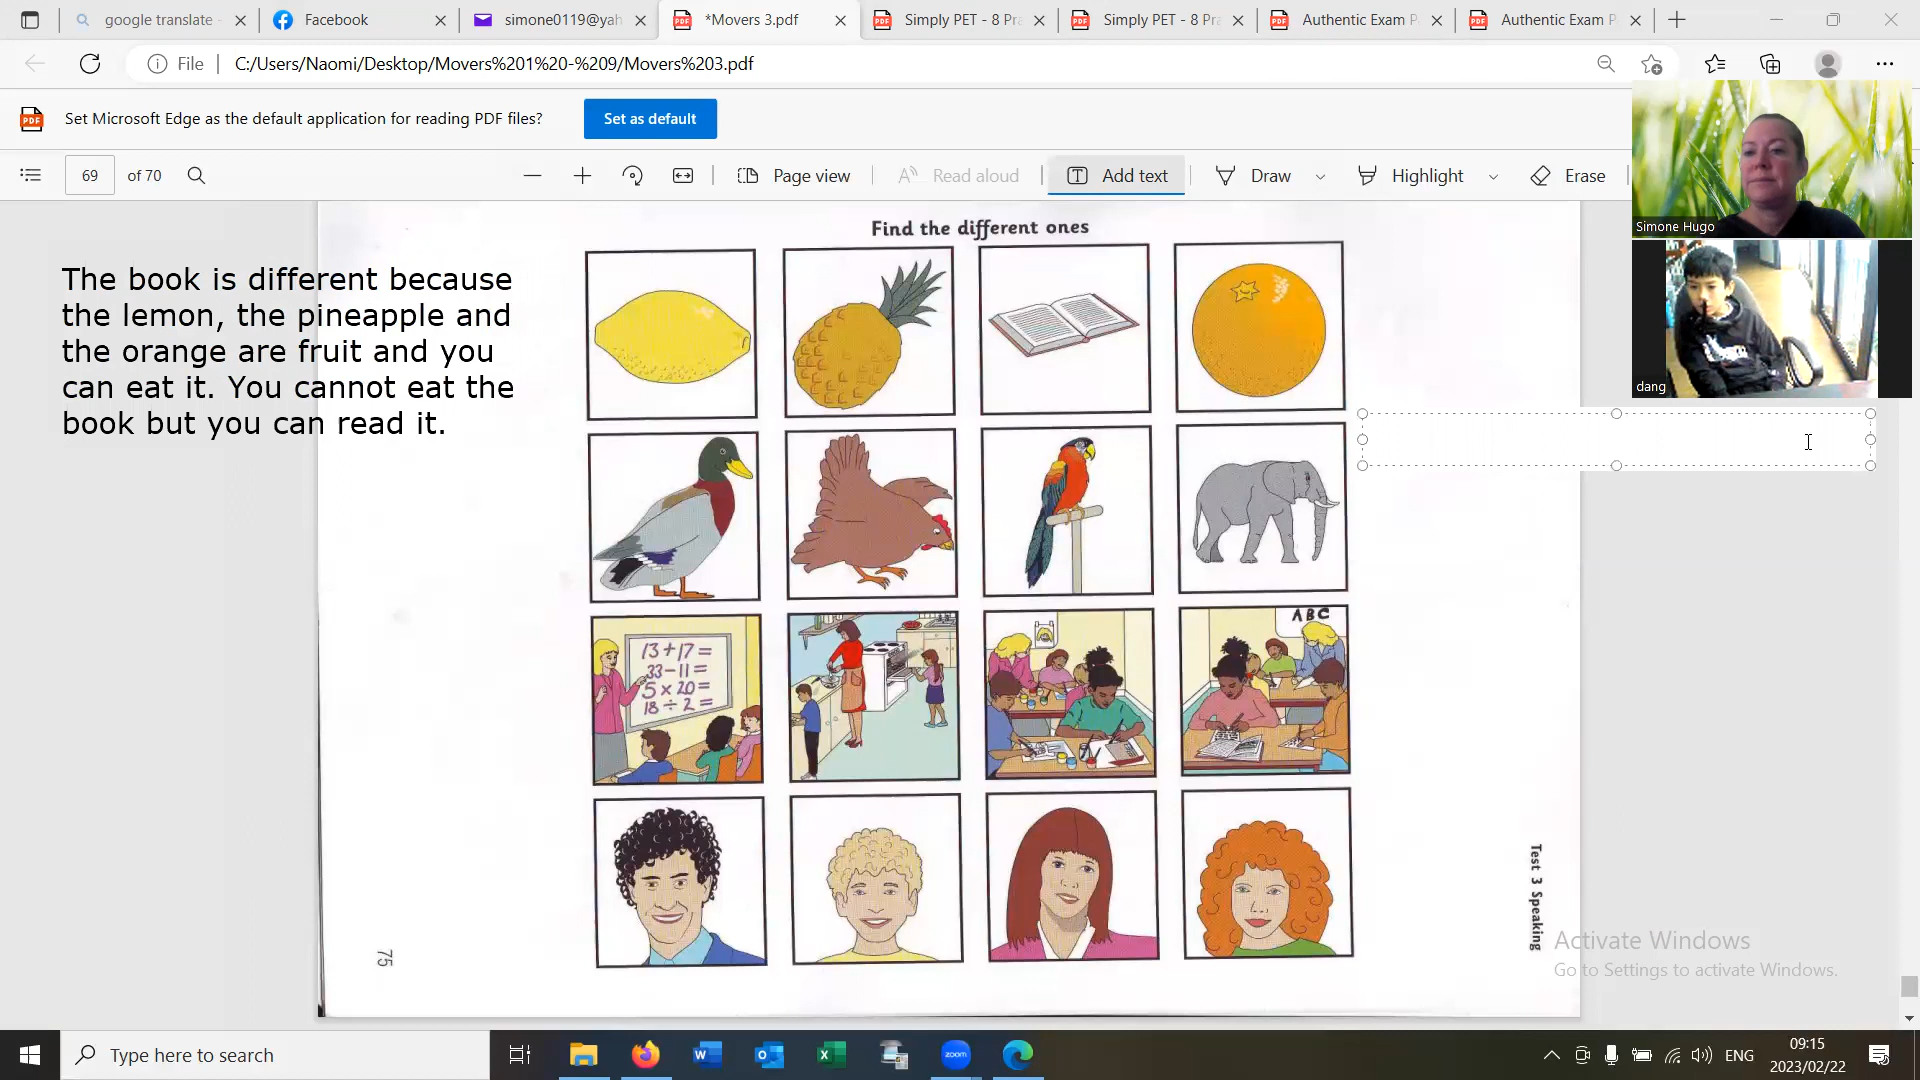 google translate -
Facebook
simone0119@yah
*Movers 3.pdf
Simply PET - 8 Pra
Simply PET - 8 Pra
Authentic Exam P
Authentic Exam P
File
C:/Users/Naomi/Desktop/Movers%201%20-%209/Movers%203.pdf
Set Microsoft Edge as the default application for reading PDF files?
Set as default
69
of 70
Page view
Read aloud
Add text
Draw
Highlight
Erase
Simone Hugo
dang
Find the different ones
The book is different because
the lemon, the pineapple and
the orange are fruit and you
can eat it. You cannot eat the
book but you can read it.
13+17=
33-11=
5 x 20=
18 ÷ 2 =
ABC
Test 3 Speaking
75
Activate Windows
Go to Settings to activate Windows.
Type here to search
zoom
ENG
09:15
2023/02/22